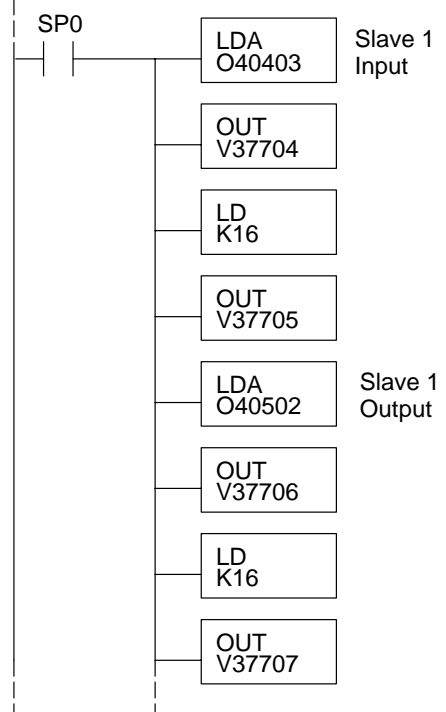 SP0
LDA
O40403
Slave 1
Input
OUT
V37704
LD
K16
OUT
V37705
LDA
O40502
Slave 1
Output
OUT
V37706
LD
K16
OUT
V37707